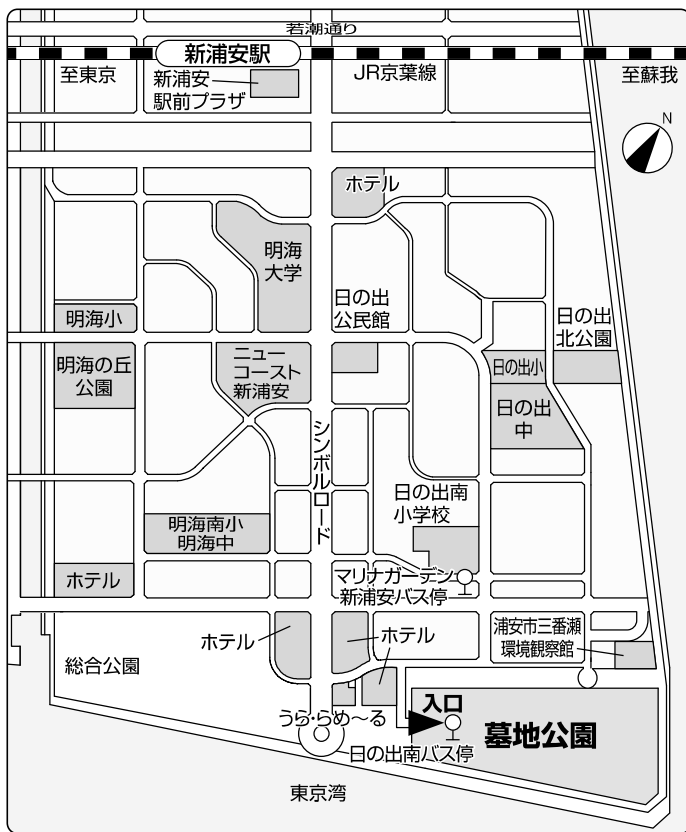 若潮通り
新浦安駅
至東京
新浦安
駅前プラザ
JR京葉線
至蘇我
N
ホテル
明海
大学
日の出
公民館
日の出
北公園
明海小
明海の丘
公園
ニュー
コースト
新浦安
日の出小
日の出
中
シンボルロード
日の出南
小学校
明海南小
明海中
ホテル
マリナガーデン
新浦安バス停
ホテル
ホテル
浦安市三番瀬
環境観察館
総合公園
入口
うら・らめ〜る
墓地公園
日の出南バス停
東京湾